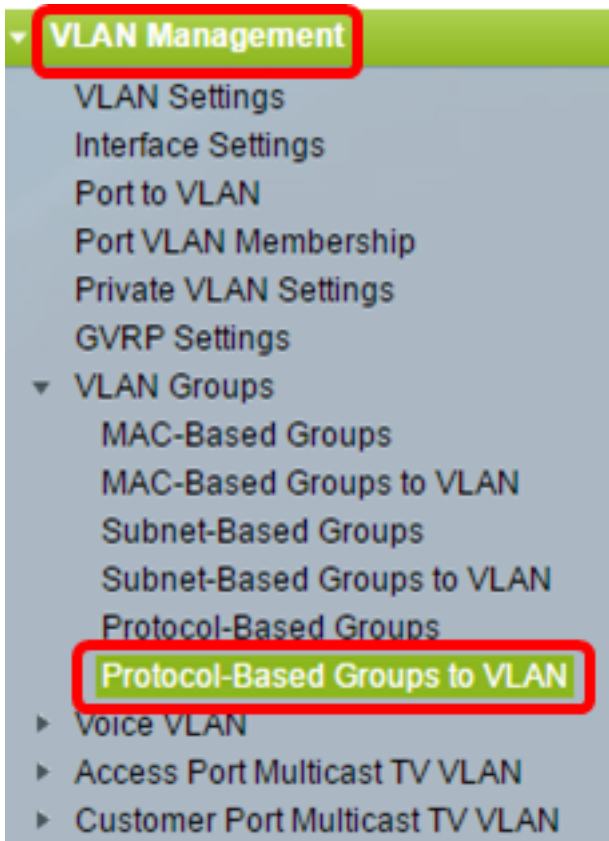 VLAN Management
VLAN Settings
Interface Settings
Port to VLAN
Port VLAN Membership
Private VLAN Settings
GVRP Settings
VLAN Groups
MAC-Based Groups
MAC-Based Groups to VLAN
Subnet-Based Groups
Subnet-Based Groups to VLAN
Protocol-Based Groups
Protocol-Based Groups to VLAN
Voice VLAN
Access Port Multicast TV VLAN
Customer Port Multicast TV VLAN